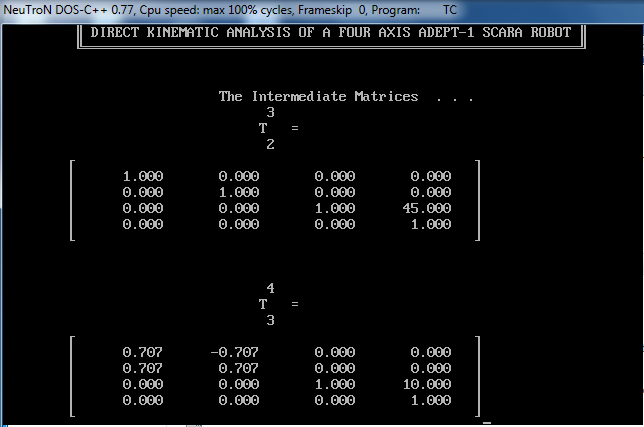 NeuTroN DOS-C++ 0.77, Cpu speed: max 100% cycles, Frameskip 0, Program: TC
DIRECT KINEMATIC ANALYSIS OF A FOUR AXIS ADEPT-1 SCARA ROBOT
The Intermediate Matrices . . .
3
T =
2
1.000 0.000 0.000 0.000
0.000 1.000 0.000 0.000
0.000 0.000 1.000 45.000
0.000 0.000 0.000 1.000
4
T =
3
0.707 -0.707 0.000 0.000
0.707 0.707 0.000 0.000
0.000 0.000 1.000 10.000
0.000 0.000 0.000 1.000